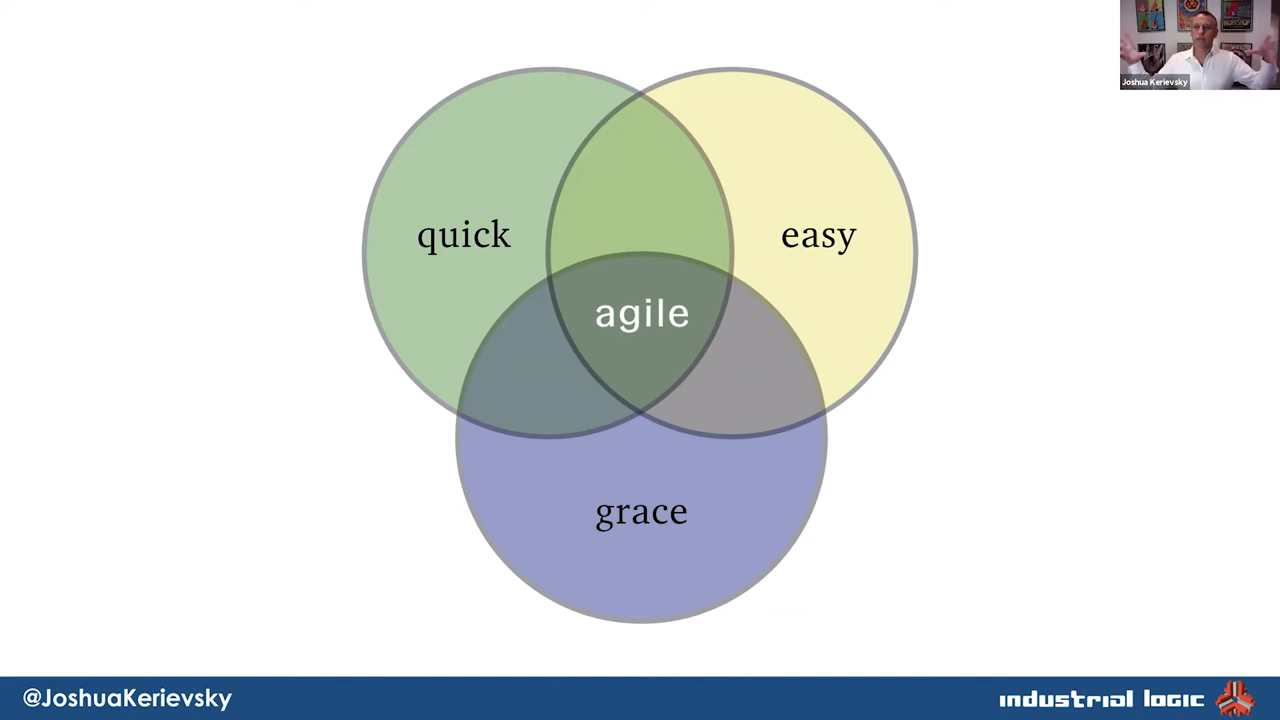 Joshua Kerievsky
quick
easy
agile
grace
@JoshuaKerievsky
industrial logic